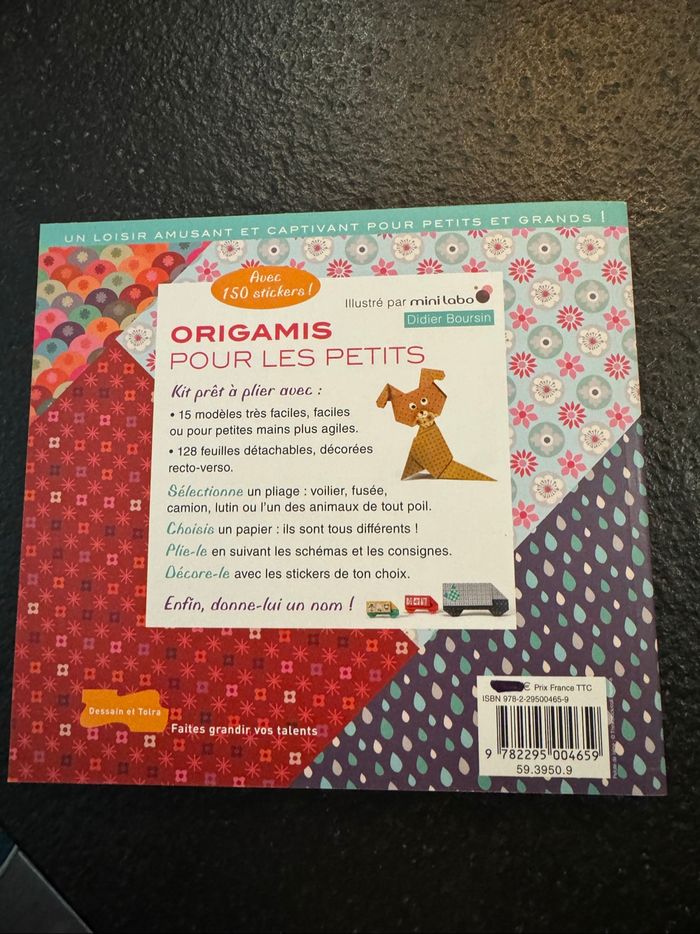 UN LOISIR AMUSANT ET CAPTIVANT POUR PETITS ET GRANDS !
Avec
150 stickers !
Illustré par minilabo
Didier Boursin
ORIGAMIS
POUR LES PETITS
Kit prêt à plier avec :
• 15 modèles très faciles, faciles
ou pour petites mains plus agiles.
• 128 feuilles détachables, décorées
recto-verso.
Sélectionne un pliage : voilier, fusée,
camion, lutin ou l'un des animaux de tout poil.
Choisis un papier : ils sont tous différents !
Plie-le en suivant les schémas et les consignes.
Décore-le avec les stickers de ton choix.
Enfin, donne-lui un nom !
Dessain et Tolra
Faites grandir vos talents
€ Prix France TTC
ISBN 978-2-29500465-9
9 782295 004659
59.3950.9